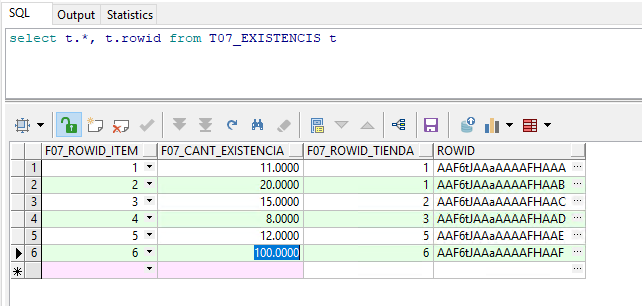 SQL Output Statistics
select t.*, t.rowid from T07_EXISTENCIS t
F07_ROWID_ITEM F07_CANT_EXISTENCIA F07_ROWID_TIENDA ROWID
1 1 11.0000 1 AAF6tJAAaAAAAFHAAA ...
2 2 20.0000 1 AAF6tJAAaAAAAFHAAB ...
3 3 15.0000 2 AAF6tJAAaAAAAFHAAC ...
4 4 8.0000 3 AAF6tJAAaAAAAFHAAD ...
5 5 12.0000 5 AAF6tJAAaAAAAFHAAE ...
6 6 100.0000 6 AAF6tJAAaAAAAFHAAF ...